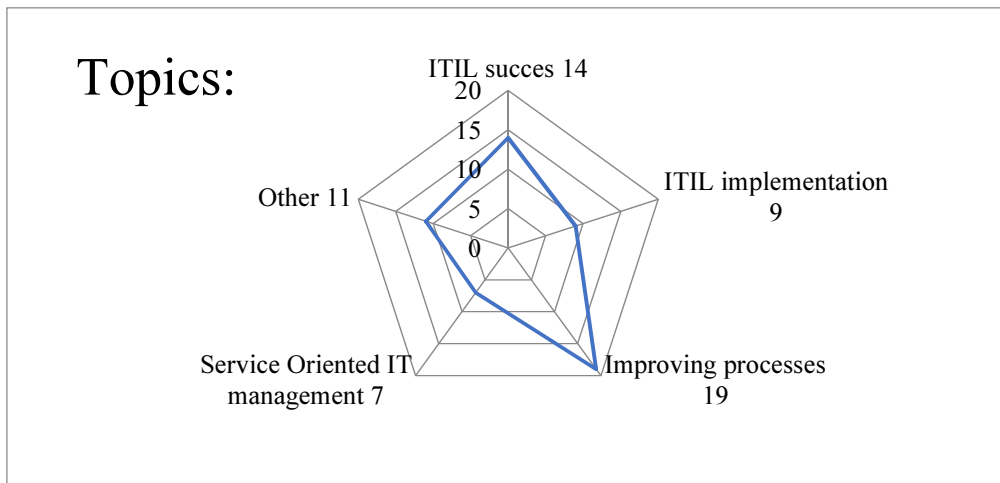 Topics:
ITIL succes 14
20
15
10
5
0
ITIL implementation
9
Other 11
Service Oriented IT
management 7
Improving processes
19